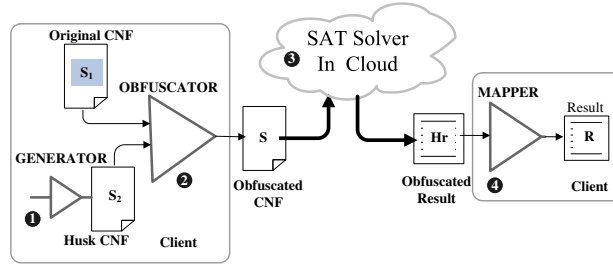 Original CNF
S1
OBFUSCATOR
GENERATOR
S2
1
2
Husk CNF
Client
S
Obfuscated
CNF
SAT Solver
In Cloud
3
Hr
Obfuscated
Result
MAPPER
4
Result
R
Client